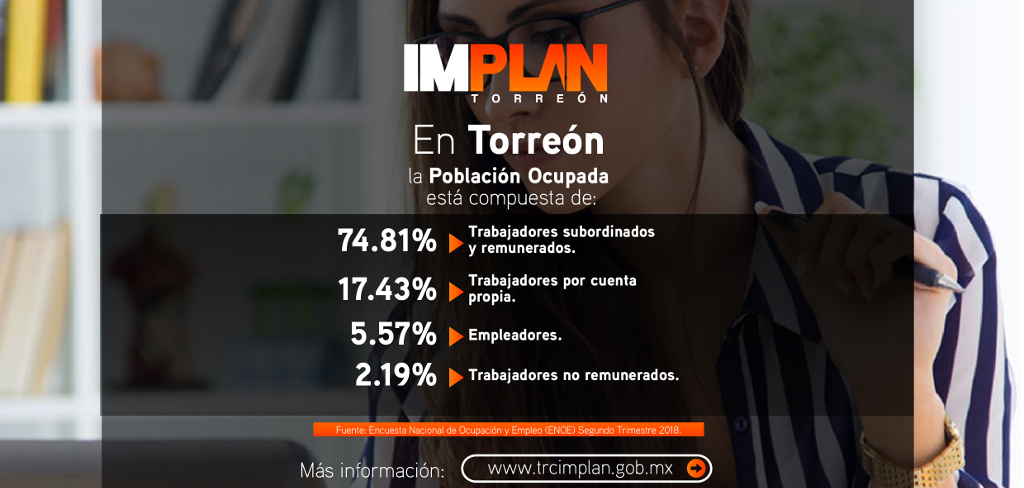 IMPLAN
TORREÓN
En Torreón
la Población Ocupada
está compuesta de:
74.81% Trabajadores subordinados
y remunerados.
17.43% Trabajadores por cuenta
propia.
5.57% Empleadores.
2.19% Trabajadores no remunerados.
Fuente: Encuesta Nacional de Ocupación y Empleo (ENOE) Segundo Trimestre 2018.
Más información: www.trcimplan.gob.mx